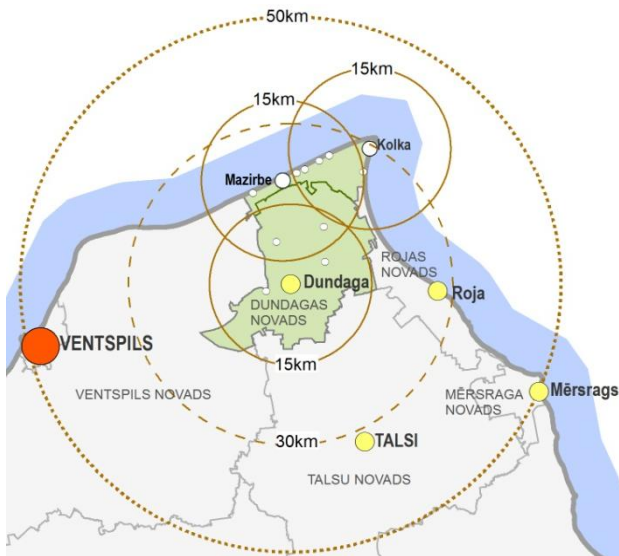 50km
15km
15km
Kolka
Mazirbe
ROJAS
NOVADS
Dundaga
Roja
DUNDAGAS
NOVADS
VENTSPILS
15km
MĒRSRAGA
NOVADS
Mērsrags
VENTSPILS NOVADS
30km
TALSI
TALSU NOVADS